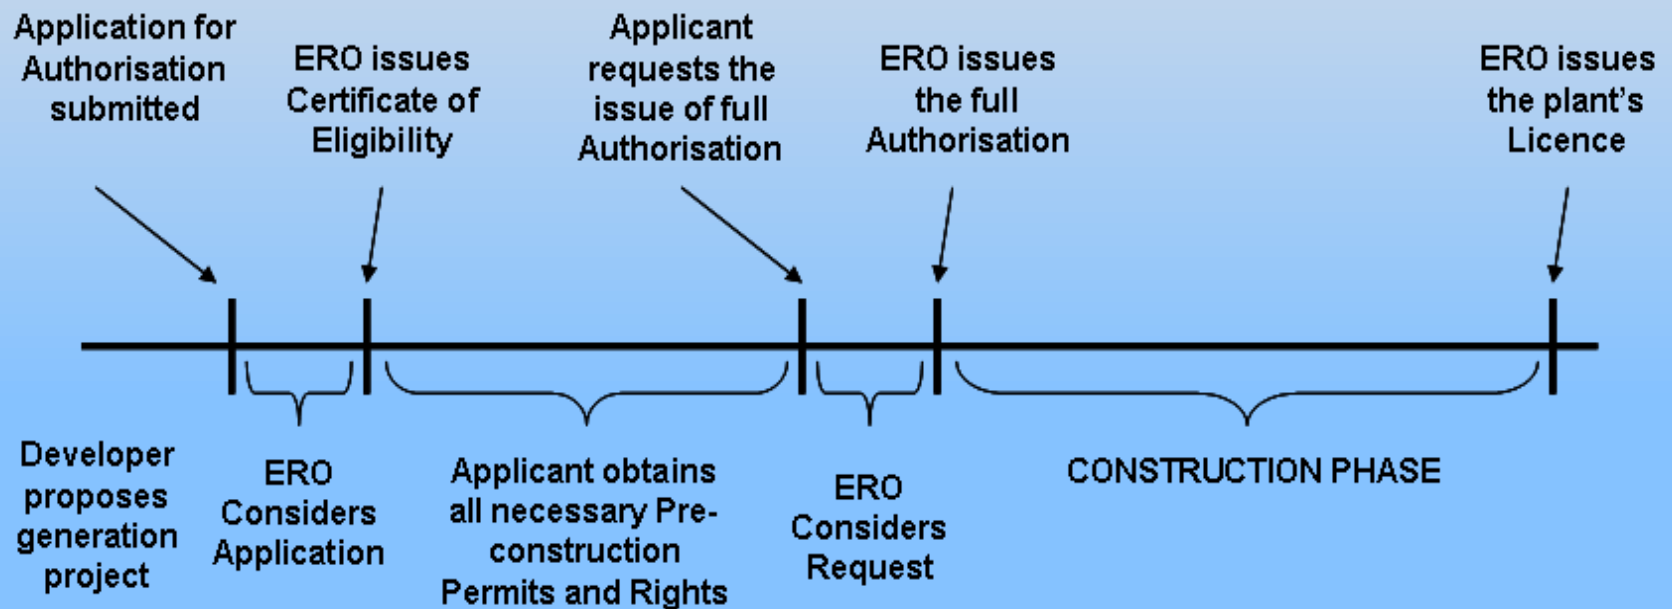 Application for
Authorisation
submitted
ERO issues
Certificate of
Eligibility
Applicant
requests the
issue of full
Authorisation
ERO issues
the full
Authorisation
ERO issues
the plant's
Licence
Developer
proposes
generation
project
ERO
Considers
Application
Applicant obtains
all necessary Pre-
construction
Permits and Rights
ERO
Considers
Request
CONSTRUCTION PHASE